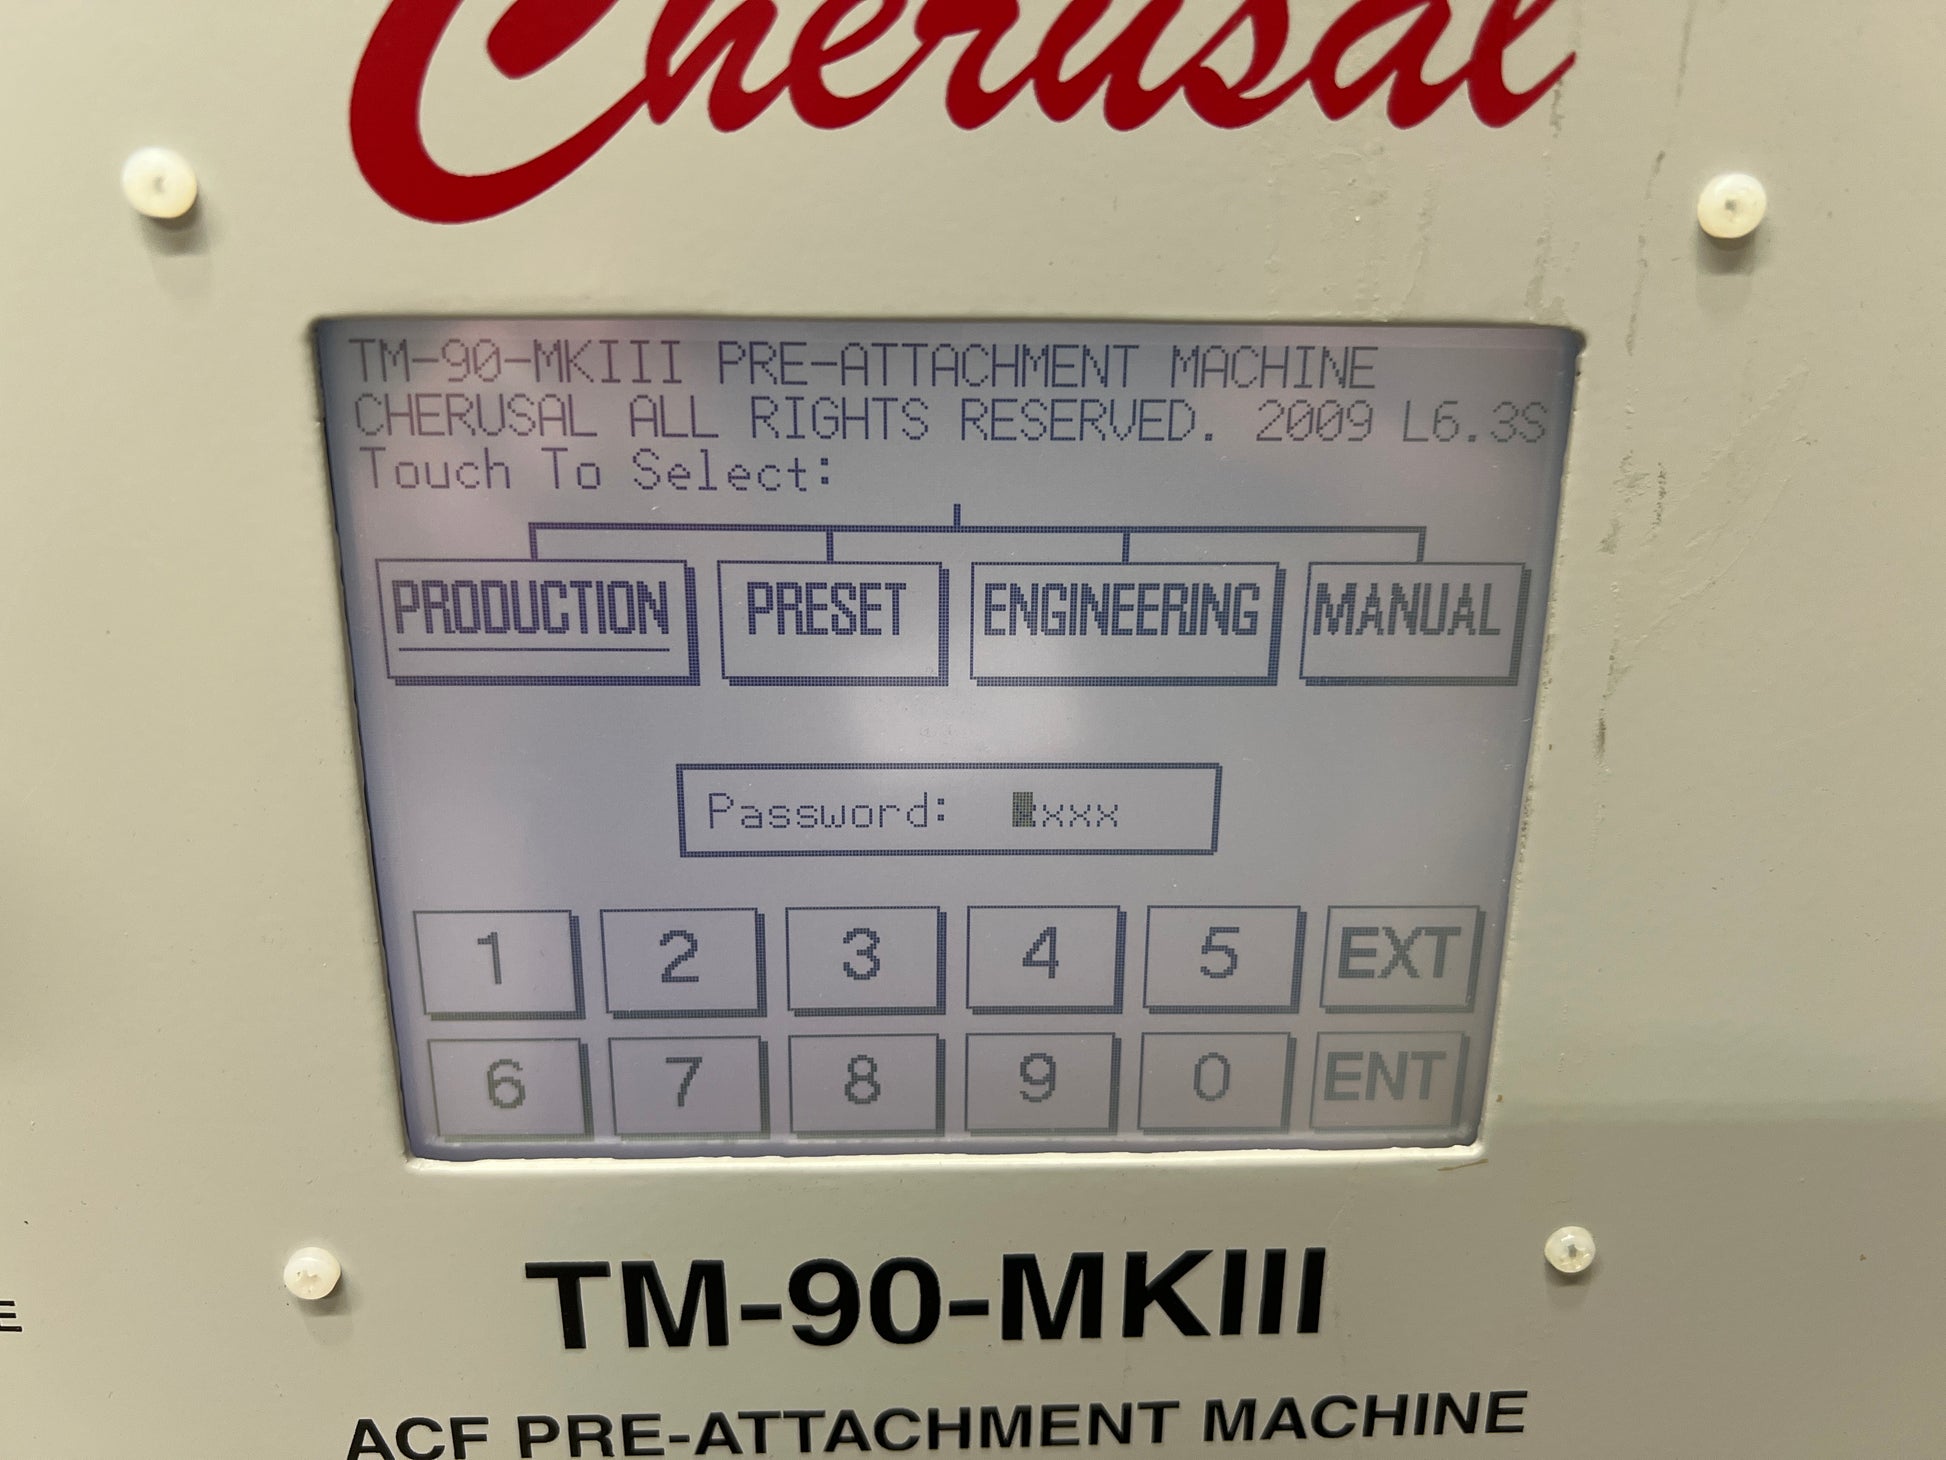 Cherusal
TM-90-MKIII PRE-ATTACHMENT MACHINE
CHERUSAL ALL RIGHTS RESERVED. 2009 L6.3S
Touch To Select:
PRODUCTION PRESET ENGINEERING MANUAL
Password: xxxx
1 2 3 4 5 EXT
6 7 8 9 0 ENT
TM-90-MKIII
ACF PRE-ATTACHMENT MACHINE
E